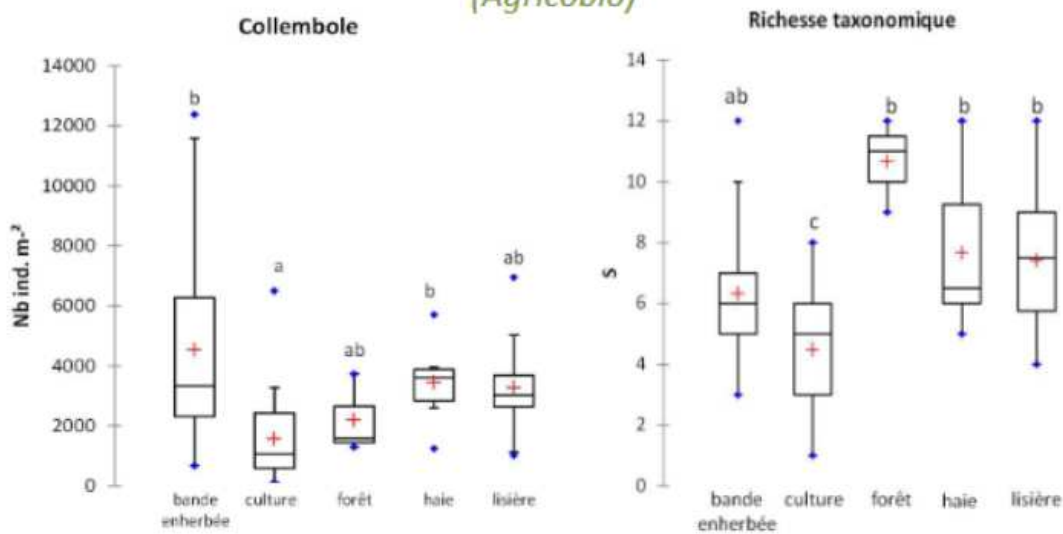 (Agricobio)
Collembole
Nb ind. m-²
14000
12000
10000
8000
6000
4000
2000
0
b
a
ab
b
ab
bande enherbée
culture
forêt
haie
lisière
Richesse taxonomique
S
14
12
10
8
6
4
2
0
ab
c
b
b
b
bande enherbée
culture
forêt
haie
lisière